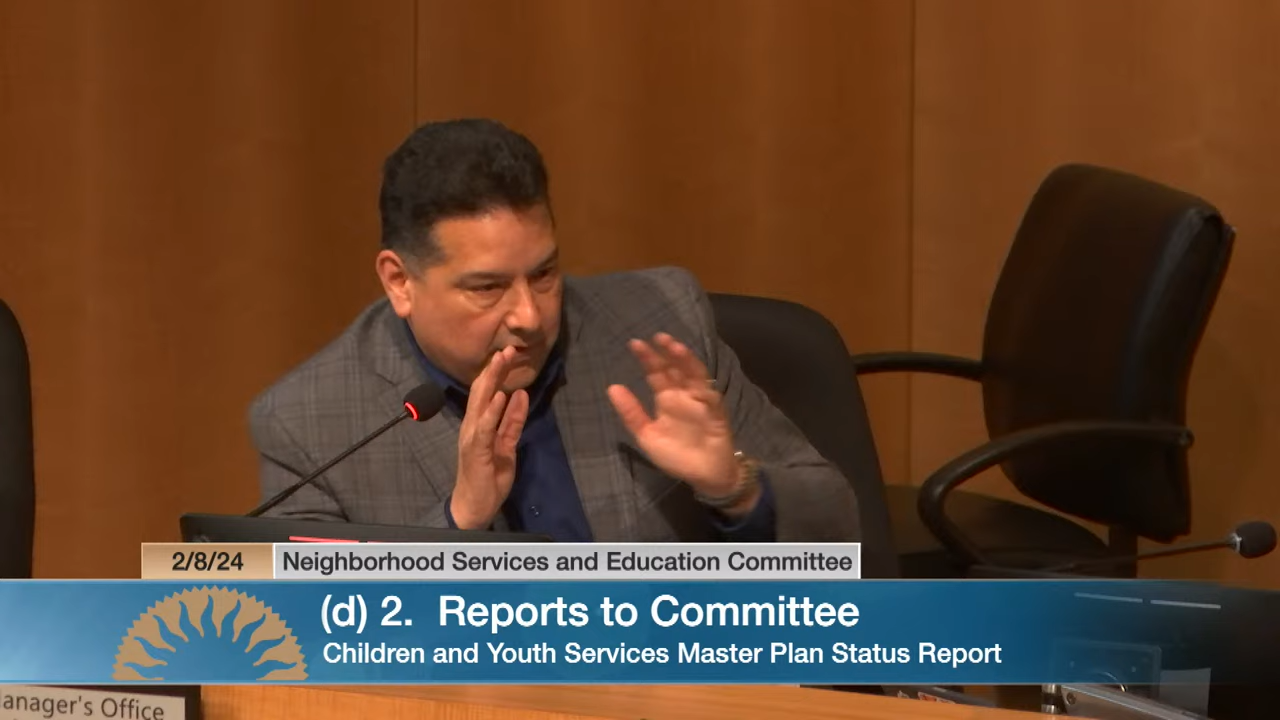 2/8/24
Neighborhood Services and Education Committee
(d) 2. Reports to Committee
Children and Youth Services Master Plan Status Report
anager's Office